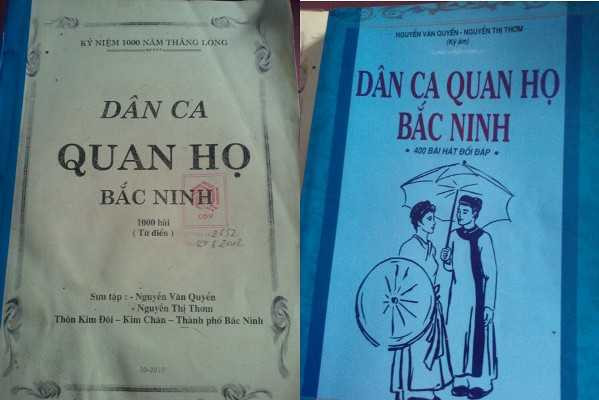 KỶ NIỆM 1000 NĂM THĂNG LONG
DÂN CA
QUAN HỌ
BẮC NINH
1000 bài
( Từ điển )
Sưu tập : - Nguyễn Văn Quyền
- Nguyễn Thị Thơm
Thôn Kim Đôi – Kim Chân – Thành phố Bắc Ninh
10-2010
NGUYỄN VĂN QUYỀN - NGUYỄN THỊ THƠM
(Ký âm)
DÂN CA QUAN HỌ
BẮC NINH
• 400 BÀI HÁT ĐỐI ĐÁP •